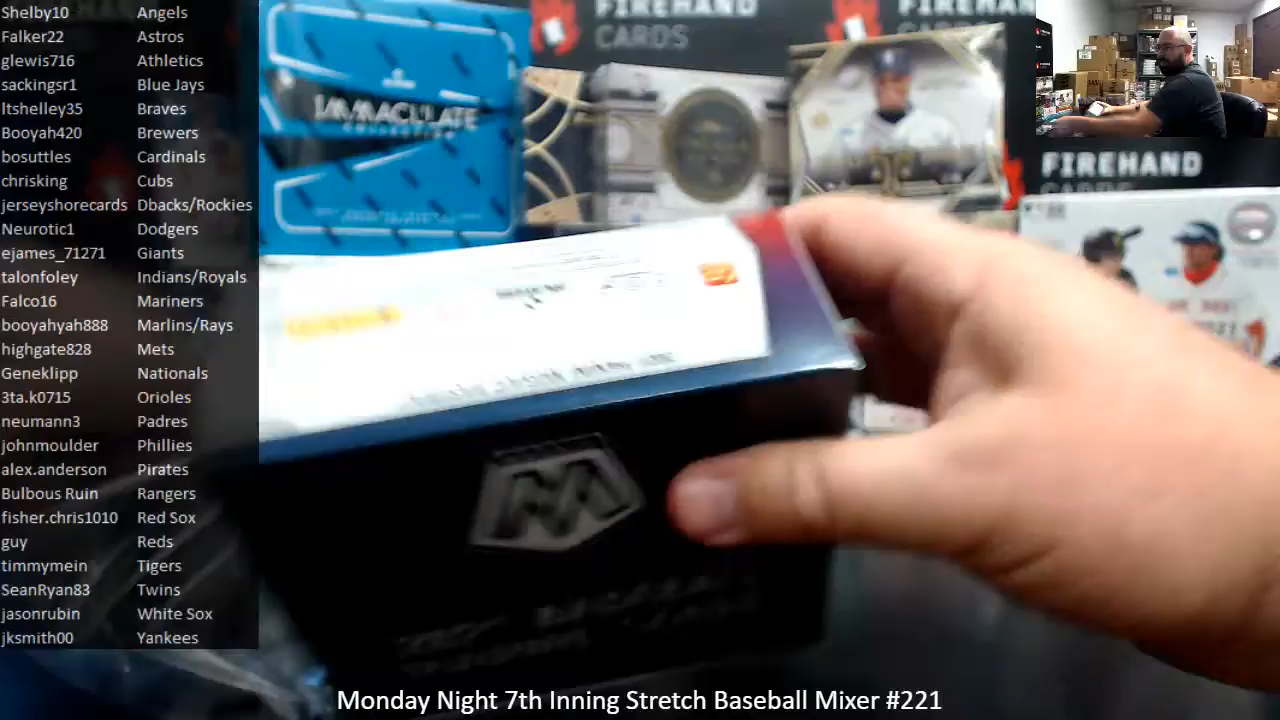 Shelby10 Angels
Falker22 Astros
glewis716 Athletics
sackingsr1 Blue Jays
ltshelley35 Braves
Booyah420 Brewers
bosuttles Cardinals
chrisking Cubs
jerseyshorecards Dbacks/Rockies
Neurotic1 Dodgers
ejames_71271 Giants
talonfoley Indians/Royals
Falco16 Mariners
booyahyah888 Marlins/Rays
highgate828 Mets
Geneklipp Nationals
3ta.k0715 Orioles
neumann3 Padres
johnmoulder Phillies
alex.anderson Pirates
Bulbous Ruin Rangers
fisher.chris1010 Red Sox
guy Reds
timmymein Tigers
SeanRyan83 Twins
jasonrubin White Sox
jksmith00 Yankees
FIREHAND
CARDS
FIREHAN
CARDS
IMMACULATE
COLLECTION
FIREHAND
M
Monday Night 7th Inning Stretch Baseball Mixer #221